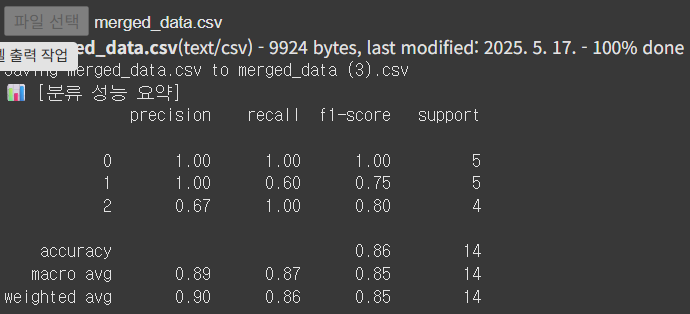 파일 선택 merged_data.csv
ed_data.csv(text/csv) - 9924 bytes, last modified: 2025. 5. 17. - 100% done
셀 출력 작업
Saving merged_data.csv to merged_data (3).csv
📊 [분류 성능 요약]
precision recall f1-score support
0 1.00 1.00 1.00 5
1 1.00 0.60 0.75 5
2 0.67 1.00 0.80 4
accuracy 0.86 14
macro avg 0.89 0.87 0.85 14
weighted avg 0.90 0.86 0.85 14